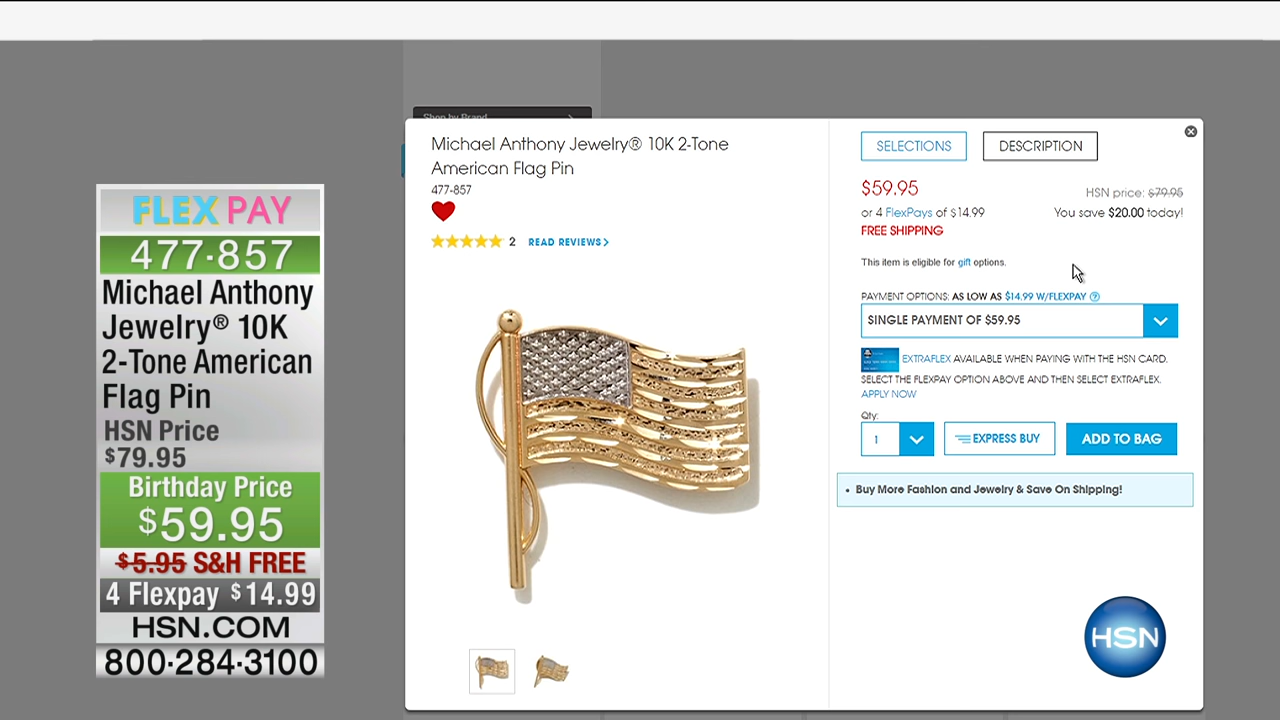 Shop by Brand
FLEX PAY
477-857
Michael Anthony
Jewelry® 10K
2-Tone American
Flag Pin
HSN Price
$79.95
Birthday Price
$59.95
$5.95 S&H FREE
4 Flexpay $14.99
HSN.COM
800-284-3100
Michael Anthony Jewelry® 10K 2-Tone
American Flag Pin
477-857
2 READ REVIEWS
SELECTIONS DESCRIPTION
$59.95 HSN price: $79.95
or 4 FlexPays of $14.99 You save $20.00 today!
FREE SHIPPING
This item is eligible for gift options.
PAYMENT OPTIONS: AS LOW AS $14.99 W/FLEXPAY ?
SINGLE PAYMENT OF $59.95
EXTRAFLEX AVAILABLE WHEN PAYING WITH THE HSN CARD.
SELECT THE FLEXPAY OPTION ABOVE AND THEN SELECT EXTRAFLEX.
APPLY NOW
Qty:
1 EXPRESS BUY ADD TO BAG
• Buy More Fashion and Jewelry & Save On Shipping!
HSN